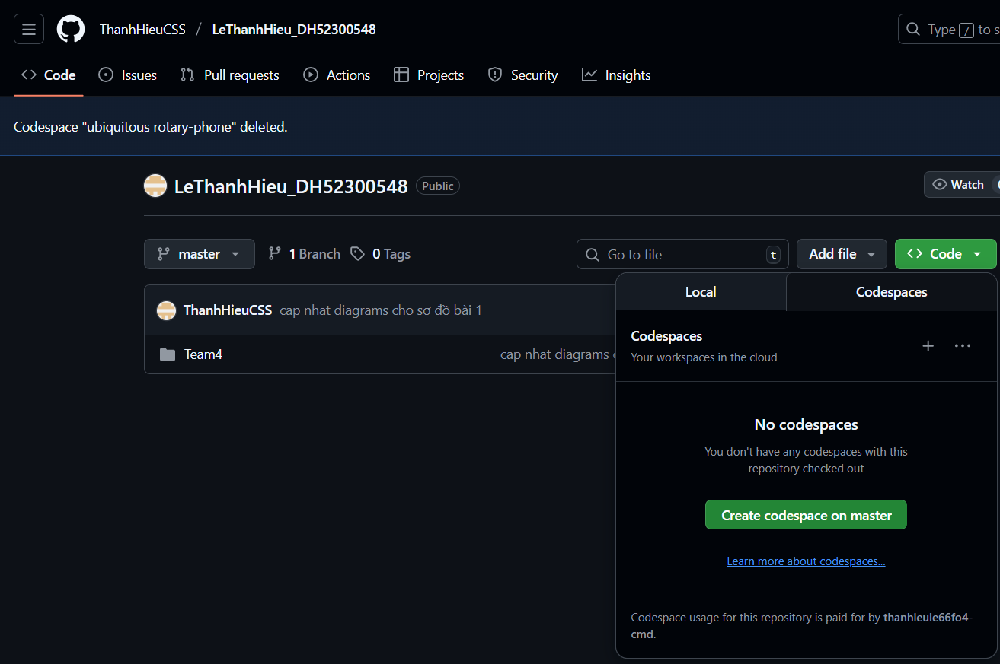 ThanhHieuCSS / LeThanhHieu_DH52300548
Type / to s
Code Issues Pull requests Actions Projects Security Insights
Codespace "ubiquitous rotary-phone" deleted.
LeThanhHieu_DH52300548 Public
Watch
master 1 Branch 0 Tags
Go to file t
Add file
Code
Local Codespaces
ThanhHieuCSS cap nhat diagrams cho sơ đồ bài 1
Team4 cap nhat diagrams
Codespaces
Your workspaces in the cloud
No codespaces
You don't have any codespaces with this
repository checked out
Create codespace on master
Learn more about codespaces...
Codespace usage for this repository is paid for by thanhieule66fo4-
cmd.